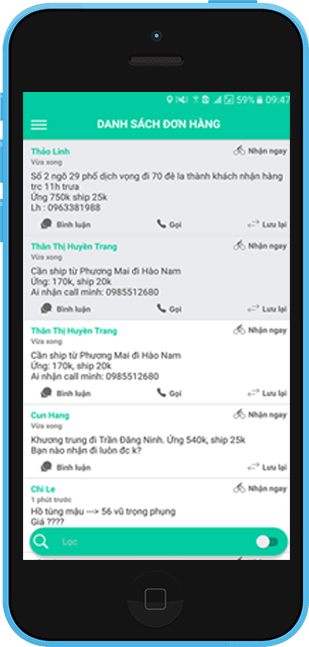 59% 09:47
DANH SÁCH ĐƠN HÀNG
Thảo Linh
Nhận ngay
Vừa xong
Số 2 ngõ 29 phố dịch vọng đi 70 đê la thành khách nhận hàng
trc 11h trưa
Ứng 750k ship 25k
Lh : 0963381988
Bình luận Gọi Lưu lại
Thân Thị Huyền Trang
Nhận ngay
Vừa xong
Cần ship từ Phương Mai đi Hào Nam
Ứng: 170k, ship 20k
Ai nhận call mình: 0985512680
Bình luận Gọi Lưu lại
Thân Thị Huyền Trang
Nhận ngay
Vừa xong
Cần ship từ Phương Mai đi Hào Nam
Ứng: 170k, ship 20k
Ai nhận call mình: 0985512680
Bình luận Gọi Lưu lại
Cun Hang
Nhận ngay
Vừa xong
Khương trung đi Trần Đăng Ninh. Ứng 540k, ship 25k
Bạn nào nhận đi luôn đc k?
Bình luận Lưu lại
Chi Le
Nhận ngay
1 phút trước
Hồ tùng mậu ---> 56 vũ trọng phụng
Giá ????
Lọc